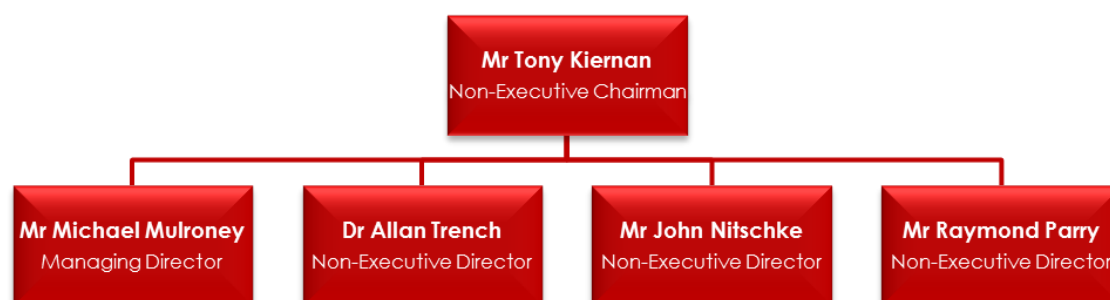 Mr Tony Kiernan
Non-Executive Chairman
Mr Michael Mulroney
Managing Director
Dr Allan Trench
Non-Executive Director
Mr John Nitschke
Non-Executive Director
Mr Raymond Parry
Non-Executive Director